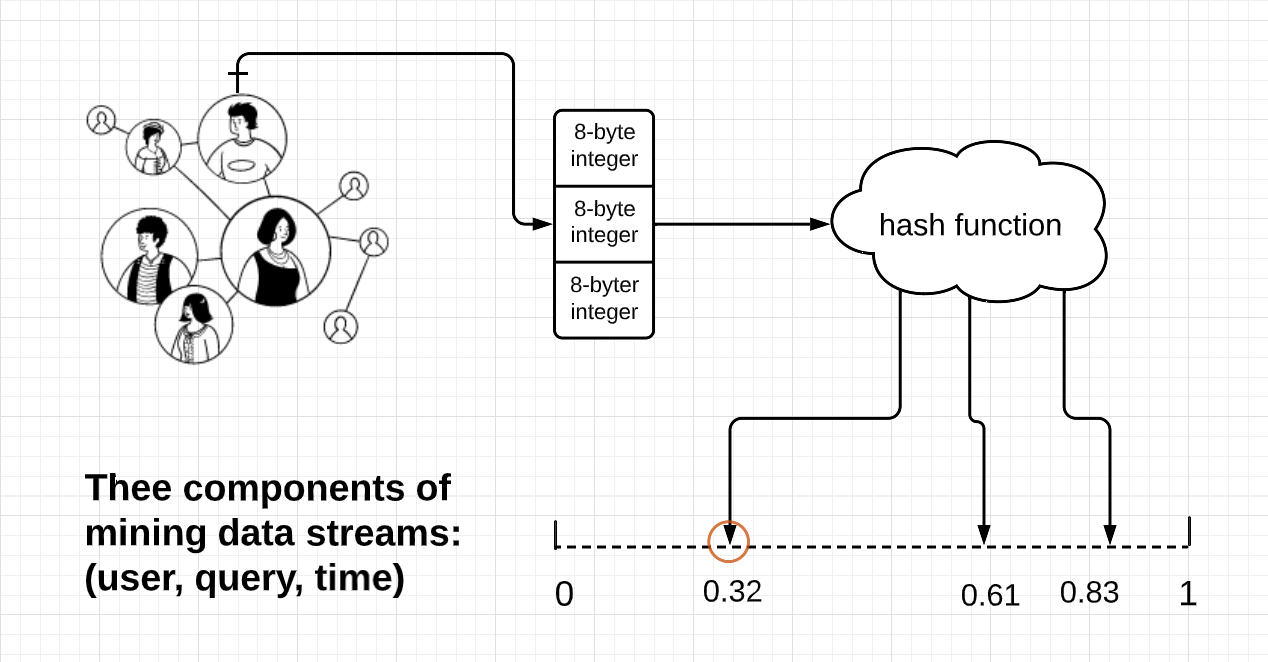 8-byte
integer
8-byte
integer
8-byter
integer
hash function
Thee components of
mining data streams:
(user, query, time)
0
0.32
0.61
0.83
1